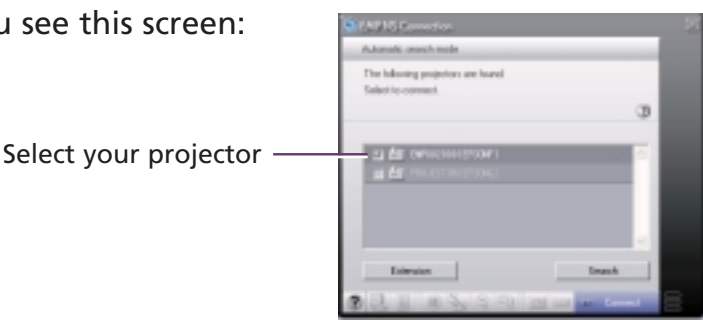 u see this screen:
EMP NS Connection
Automatic search mode
The following projectors are found.
Select to connect.
Select your projector
Extension
Search
Connect